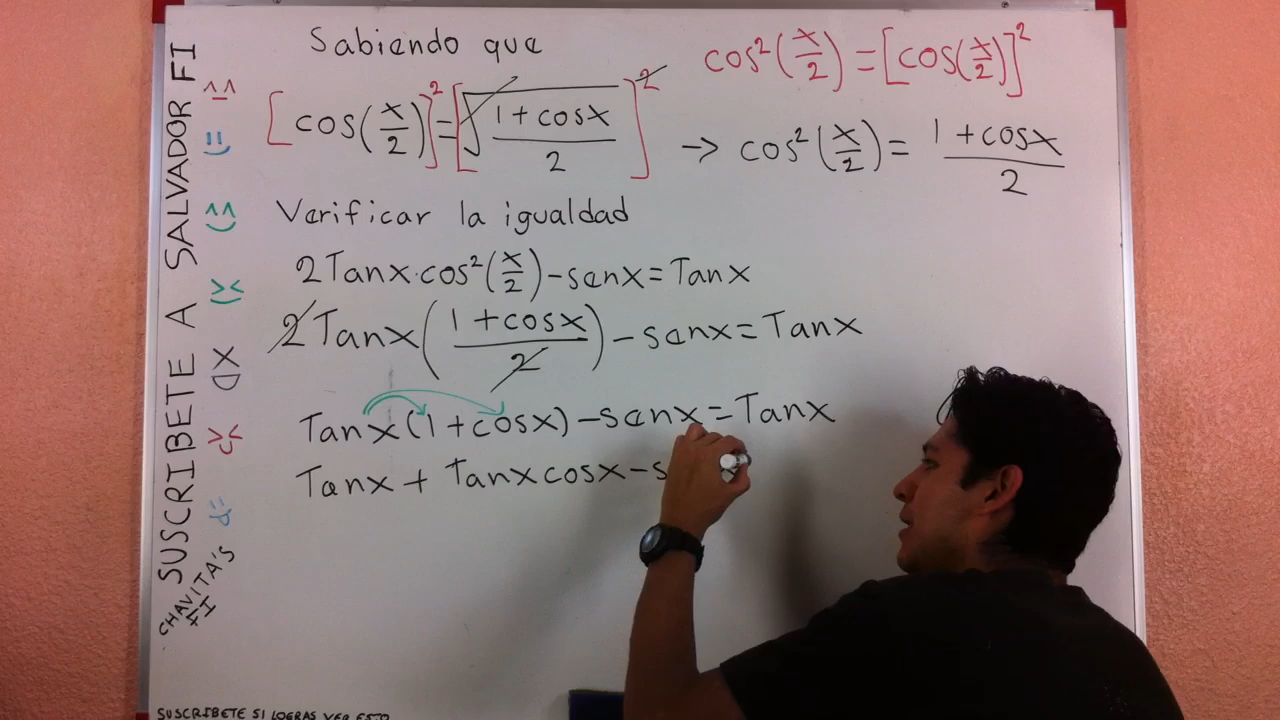 Sabiendo que
cos²(x/2) = [cos(x/2)]²
[cos(x/2)]² = [√((1+cosx)/2)]² → cos²(x/2) = (1+cosx)/2
Verificar la igualdad
2Tanx·cos²(x/2)-senx=Tanx
2Tanx((1+cosx)/2)-senx=Tanx
Tanx(1+cosx)-senx=Tanx
Tanx+Tanxcosx-s
SUSCRIBETE A SALVADOR FI
^_^
=)
^^)
><)
XD
>:
=P
CHAVITA'S FI
SUSCRIBETE SI LOGRAS VER ESTO